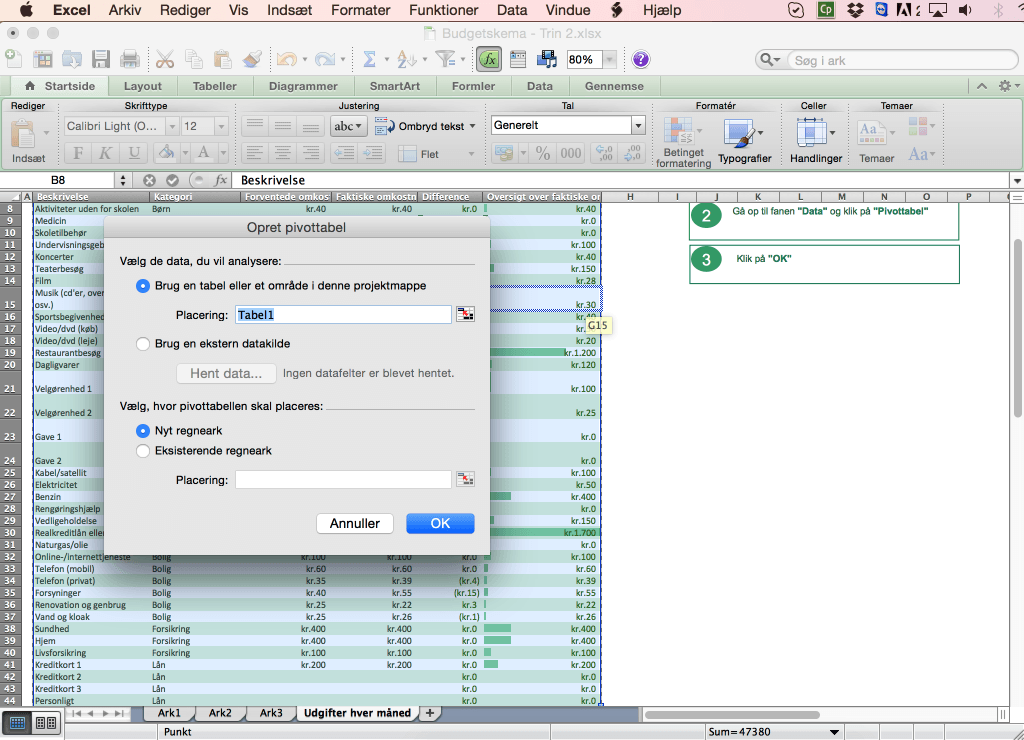 Excel Arkiv Rediger Vis Indsæt Formater Funktioner Data Vindue Hjælp
Budgetskema - Trin 2.xlsx
80%
Søg i ark
Startside Layout Tabeller Diagrammer SmartArt Formler Data Gennemse
Rediger Skrifttype Justering Tal Formatér Celler Temaer
Calibri Light (O... 12 abc Ombryd tekst Generelt
Indsæt F K U A Flet % 000 Betinget formatering Typografier Handlinger Temaer Aa
B8 fx Beskrivelse
A Beskrivelse Kategori Forventede omkos Faktiske omkostni Difference Oversigt over faktiske or H I J K L M N O P
8 Aktiviteter uden for skolen Børn kr.40 kr.40 kr.0 kr.40
9 Medicin kr.0
10 Skoletilbehør kr.0
11 Undervisningsgeb kr.100
12 Koncerter kr.40
13 Teaterbesøg kr.150
14 Film kr.28
Musik (cd'er, over
15 osv.) kr.30
16 Sportsbegivenhed
17 Video/dvd (køb)
18 Video/dvd (leje) kr.20
19 Restaurantbesøg kr.1.200
20 Dagligvarer kr.120
21 Velgørenhed 1 kr.100
22 Velgørenhed 2 kr.25
23 Gave 1 kr.0
24 Gave 2 kr.0
25 Kabel/satellit kr.100
26 Elektricitet kr.50
27 Benzin kr.400
28 Rengøringshjælp kr.0
29 Vedligeholdelse kr.150
30 Realkreditlån eller kr.1.700
31 Naturgas/olie kr.0
32 Online-/internettjeneste Bolig kr.100 kr.100 kr.0 kr.100
33 Telefon (mobil) Bolig kr.60 kr.60 kr.0 kr.60
34 Telefon (privat) Bolig kr.35 kr.39 (kr.4) kr.39
35 Forsyninger Bolig kr.40 kr.55 (kr.15) kr.55
36 Renovation og genbrug Bolig kr.25 kr.22 kr.3 kr.22
37 Vand og kloak Bolig kr.25 kr.26 (kr.1) kr.26
38 Sundhed Forsikring kr.400 kr.400 kr.0 kr.400
39 Hjem Forsikring kr.400 kr.400 kr.0 kr.400
40 Livsforsikring Forsikring kr.100 kr.100 kr.0 kr.100
41 Kreditkort 1 Lån kr.200 kr.200 kr.0 kr.200
42 Kreditkort 2 Lån kr.0 kr.0
43 Kreditkort 3 Lån kr.0 kr.0
44 Personligt Lån kr.0 kr.0
Opret pivottabel
Vælg de data, du vil analysere:
Brug en tabel eller et område i denne projektmappe
Placering: Tabel1
Brug en ekstern datakilde
Hent data... Ingen datafelter er blevet hentet.
Vælg, hvor pivottabellen skal placeres:
Nyt regneark
Eksisterende regneark
Placering:
Annuller OK
G15
2 Gå op til fanen "Data" og klik på "Pivottabel"
3 Klik på "OK"
Ark1 Ark2 Ark3 Udgifter hver måned +
Punkt Sum=47380